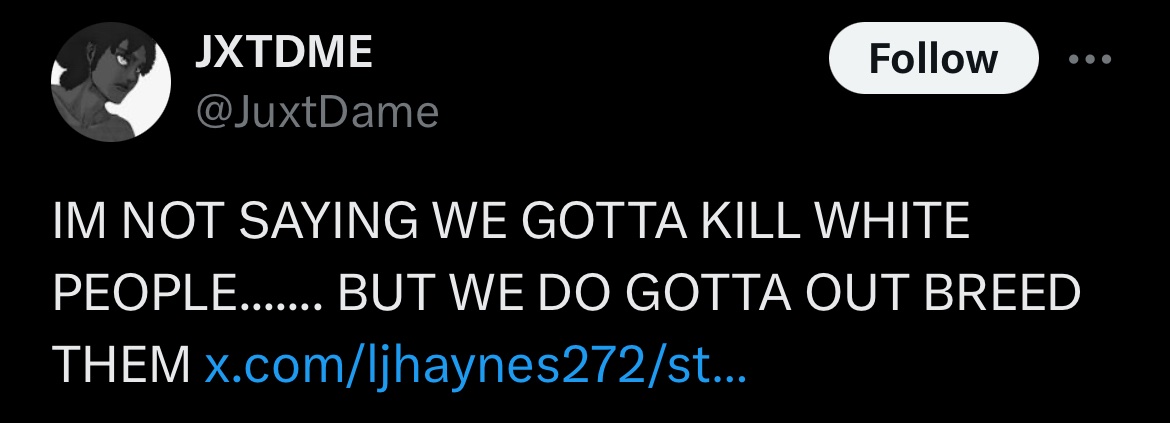 JXTDME
@JuxtDame
Follow
IM NOT SAYING WE GOTTA KILL WHITE
PEOPLE....... BUT WE DO GOTTA OUT BREED
THEM x.com/ljhaynes272/st...